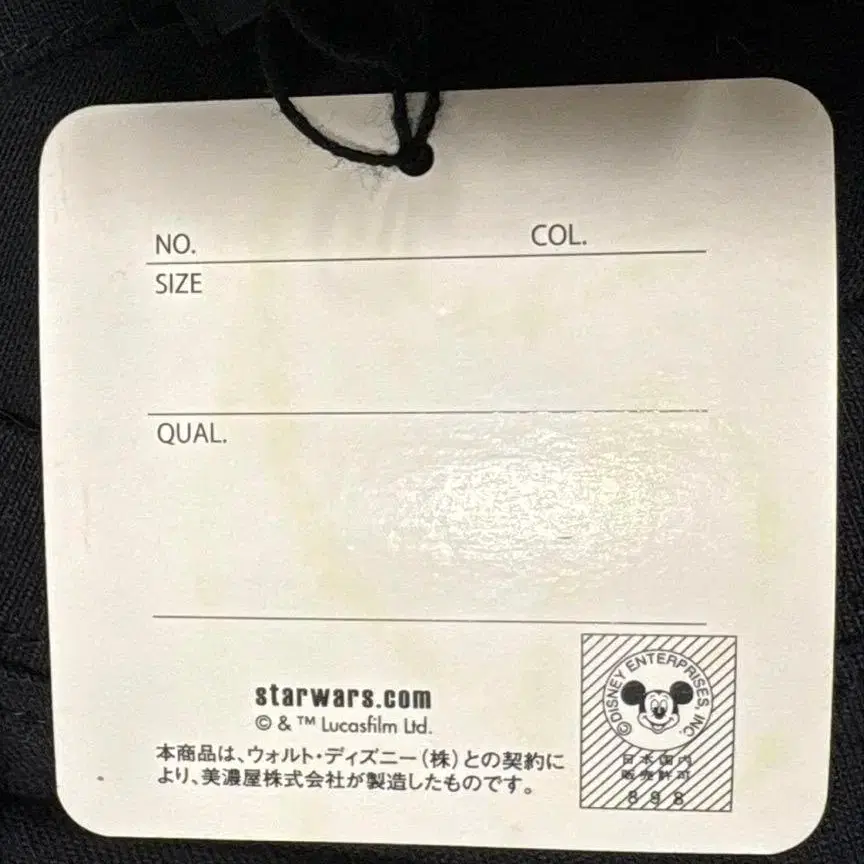 NO. COL.
SIZE
QUAL.
starwars.com
© & ™ Lucasfilm Ltd.
本商品は、ウォルト・ディズニー(株)との契約に
より、美濃屋株式会社が製造したものです。
©DISNEY ENTERPRISES, INC.
日本国内
販売許可
898